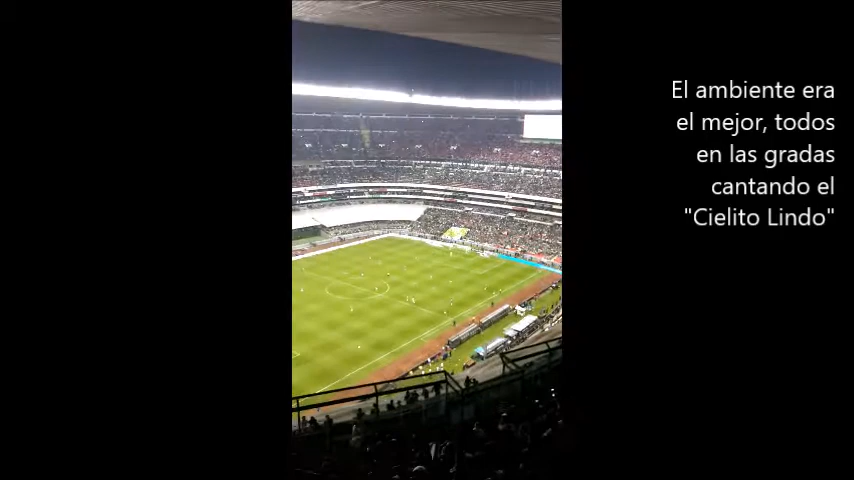 El ambiente era
el mejor, todos
en las gradas
cantando el
"Cielito Lindo"